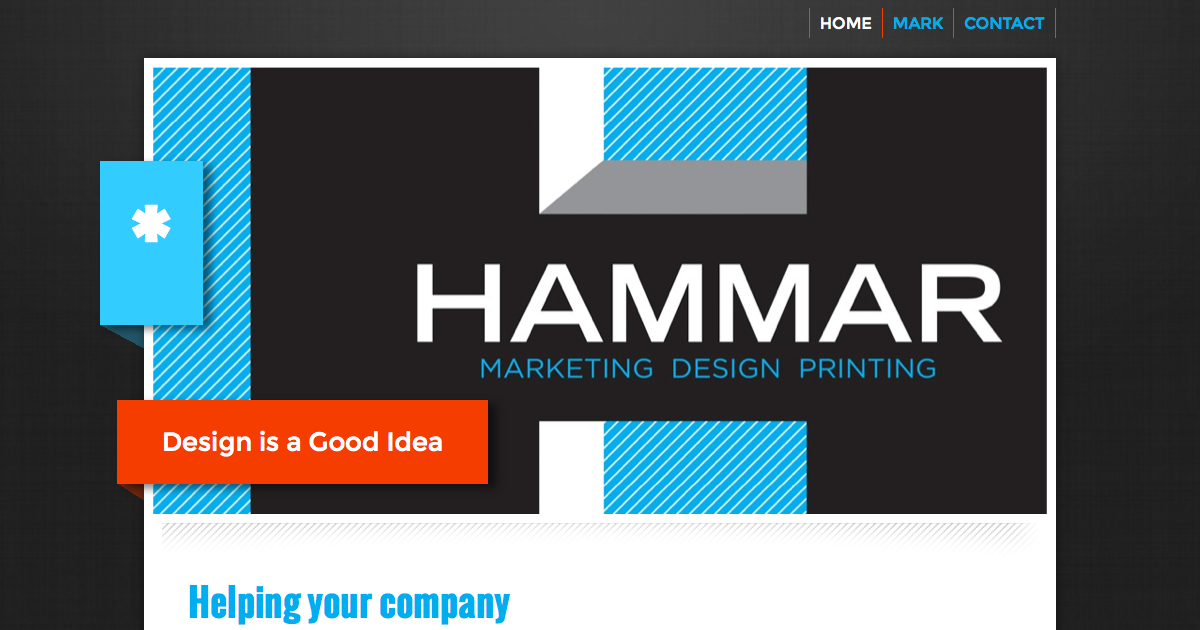 HOME MARK CONTACT
*
HAMMAR
MARKETING DESIGN PRINTING
Design is a Good Idea
Helping your company